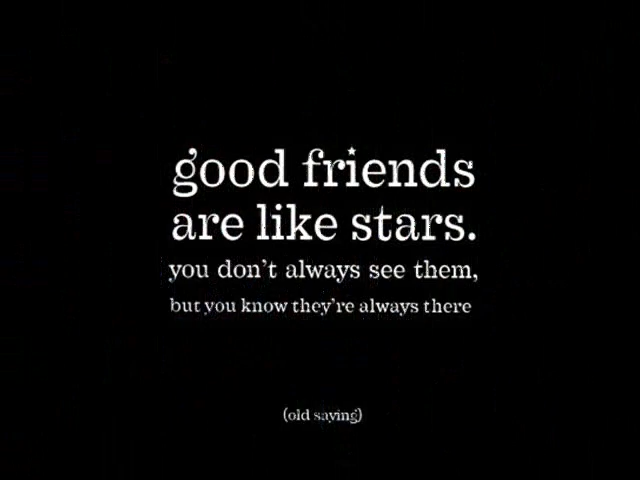 good friends
are like stars.
you don't always see them,
but you know they're always there
(old saying)